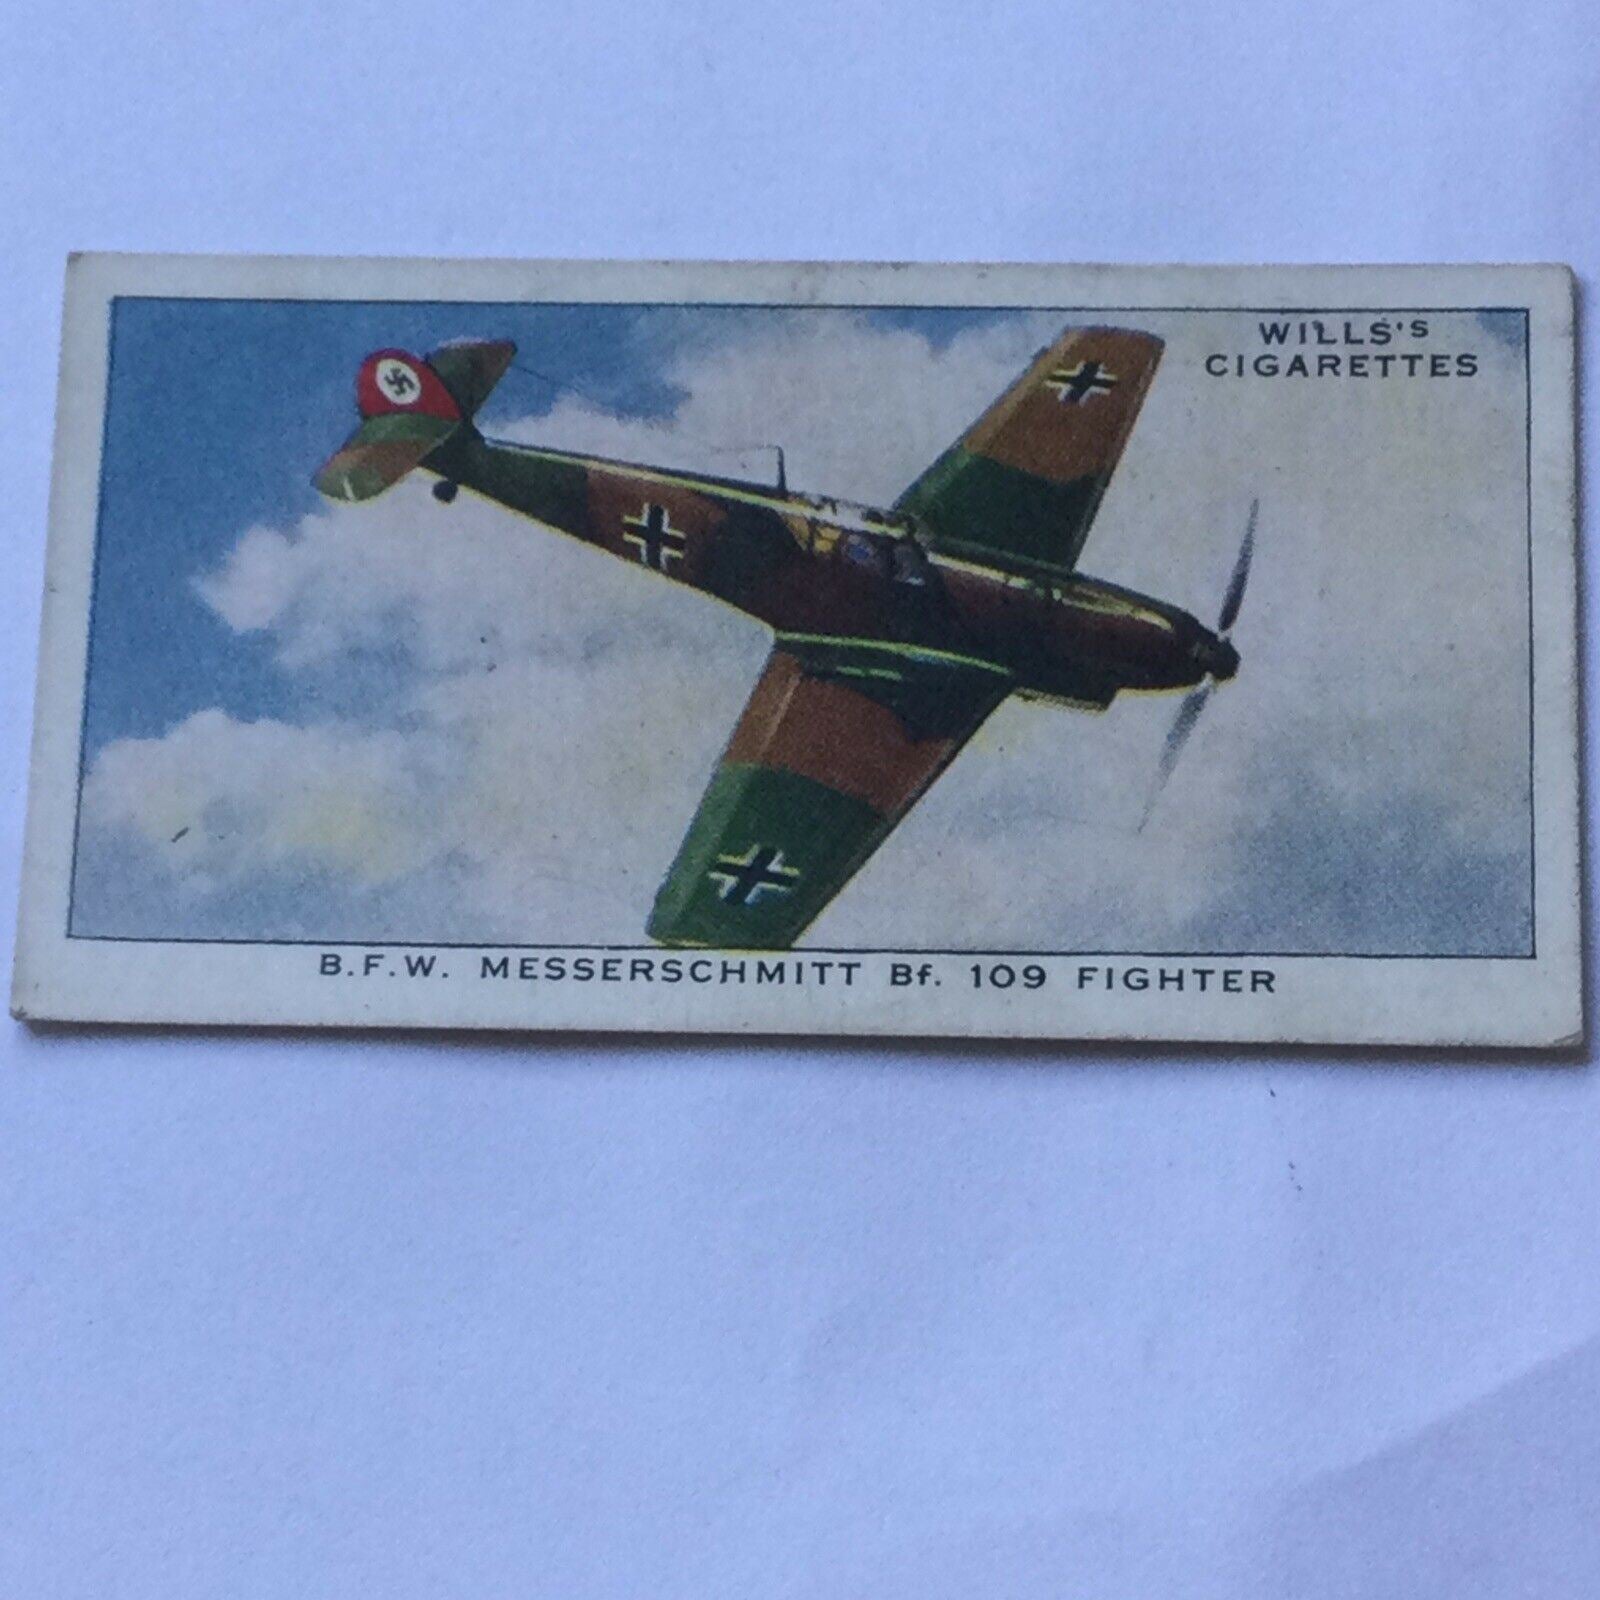 WILLS's
CIGARETTES
B.F.W. MESSERSCHMITT Bf. 109 FIGHTER